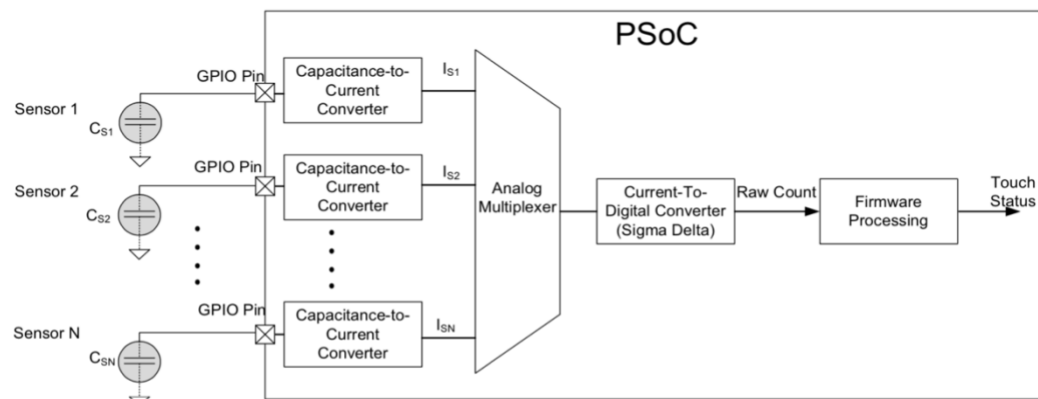 PSoC
GPIO Pin
Capacitance-to-
Current
Converter
IS1
Sensor 1
CS1
GPIO Pin
Capacitance-to-
Current
Converter
IS2
Sensor 2
CS2
Analog
Multiplexer
Current-To-
Digital Converter
(Sigma Delta)
Raw Count
Firmware
Processing
Touch
Status
GPIO Pin
Capacitance-to-
Current
Converter
ISN
Sensor N
CSN